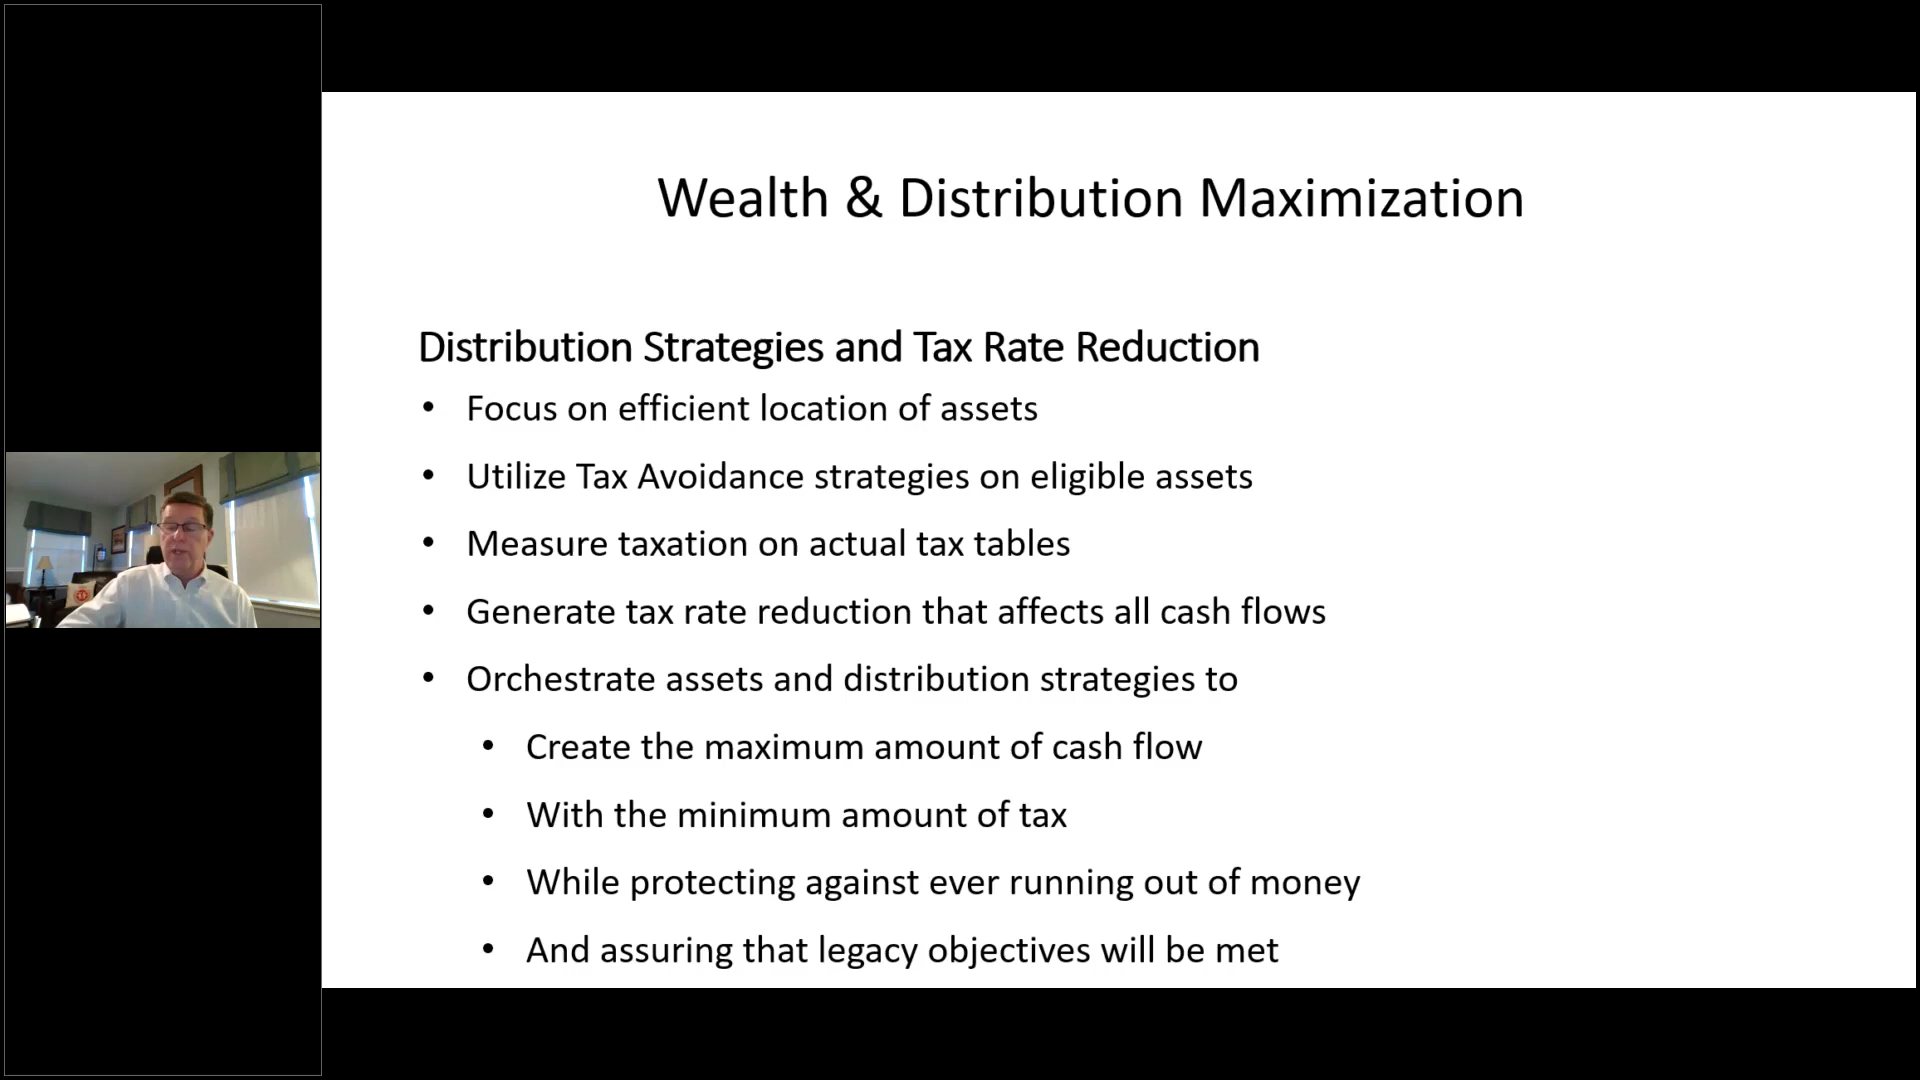 Wealth & Distribution Maximization
Distribution Strategies and Tax Rate Reduction
• Focus on efficient location of assets
• Utilize Tax Avoidance strategies on eligible assets
• Measure taxation on actual tax tables
• Generate tax rate reduction that affects all cash flows
• Orchestrate assets and distribution strategies to
• Create the maximum amount of cash flow
• With the minimum amount of tax
• While protecting against ever running out of money
• And assuring that legacy objectives will be met